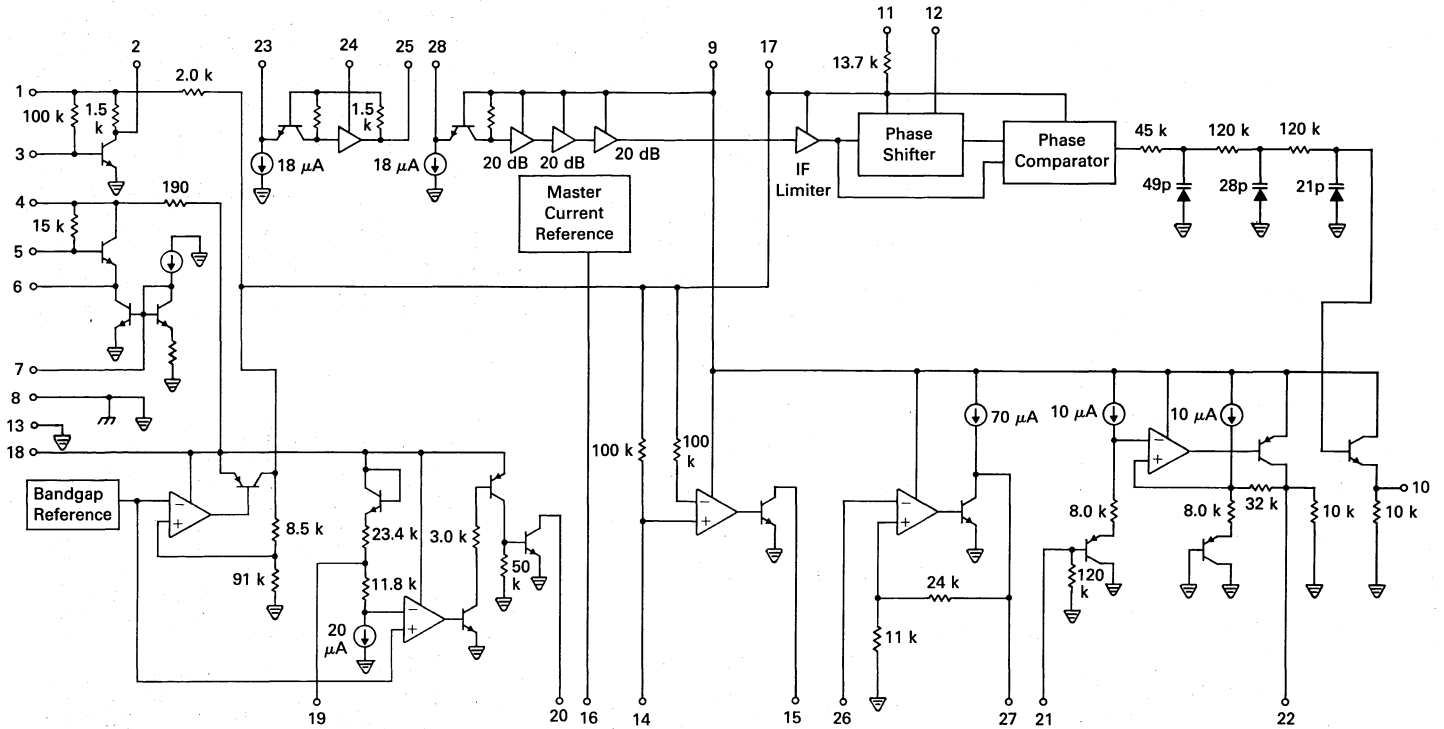 11 12
2 23 24 25 28 9 17
13.7 k
1
2.0 k
100 k
1.5 k
1.5 k
3
18 μA
18 μA
20 dB
20 dB
20 dB
IF Limiter
Phase Shifter
Phase Comparator
45 k
120 k
120 k
49p
28p
21p
4
190
15 k
5
6
Master
Current
Reference
7
8
13
18
70 μA
10 μA
10 μA
100 k
100 k
Bandgap
Reference
8.5 k
91 k
23.4 k
11.8 k
20 μA
3.0 k
50 k
8.0 k
8.0 k
32 k
10 k
10 k
10
120 k
24 k
11 k
19 20 16 14 15 26 27 21 22